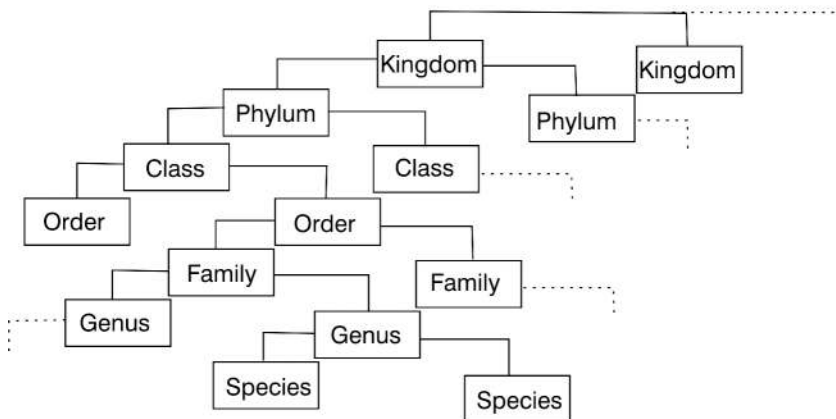 Kingdom
Kingdom
Phylum
Phylum
Class
Class
Order
Order
Family
Family
Genus
Genus
Species
Species